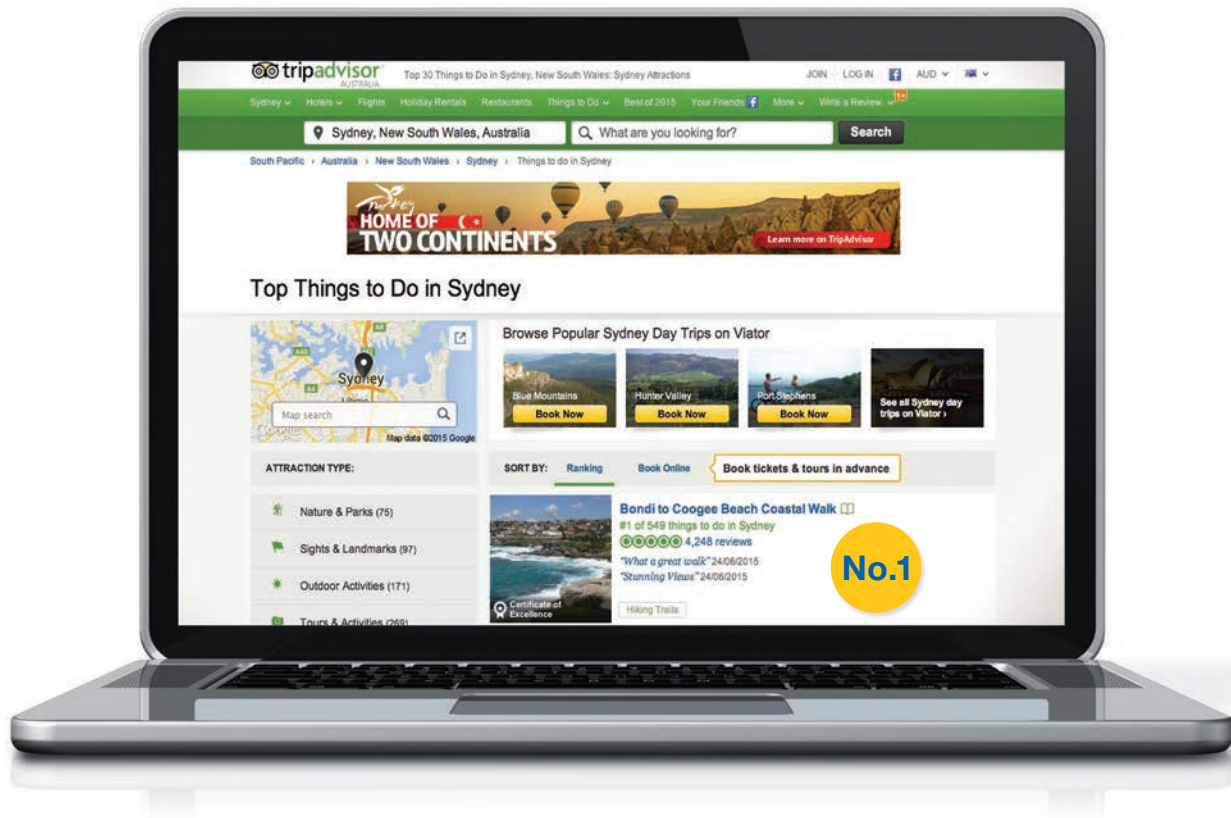 tripadvisor
AUSTRALIA
Top 30 Things to Do in Sydney, New South Wales: Sydney Attractions
JOIN LOG IN AUD
Sydney Hotels Flights Holiday Rentals Restaurants Things to Do Best of 2015 Your Friends More Write a Review
Sydney, New South Wales, Australia What are you looking for? Search
South Pacific › Australia › New South Wales › Sydney › Things to do in Sydney
Turkey
HOME OF
TWO CONTINENTS
Learn more on TripAdvisor
Top Things to Do in Sydney
A8
A4
Sydney
Map search
Map data ©2015 Google
Browse Popular Sydney Day Trips on Viator
Blue Mountains
Book Now
Hunter Valley
Book Now
Port Stephens
Book Now
See all Sydney day
trips on Viator ›
ATTRACTION TYPE:
Nature & Parks (75)
Sights & Landmarks (97)
Outdoor Activities (171)
Tours & Activities (269)
SORT BY: Ranking Book Online Book tickets & tours in advance
Certificate of
Excellence
Bondi to Coogee Beach Coastal Walk
#1 of 549 things to do in Sydney
4,248 reviews
"What a great walk" 24/06/2015
"Stunning Views" 24/06/2015
Hiking Trails
No.1